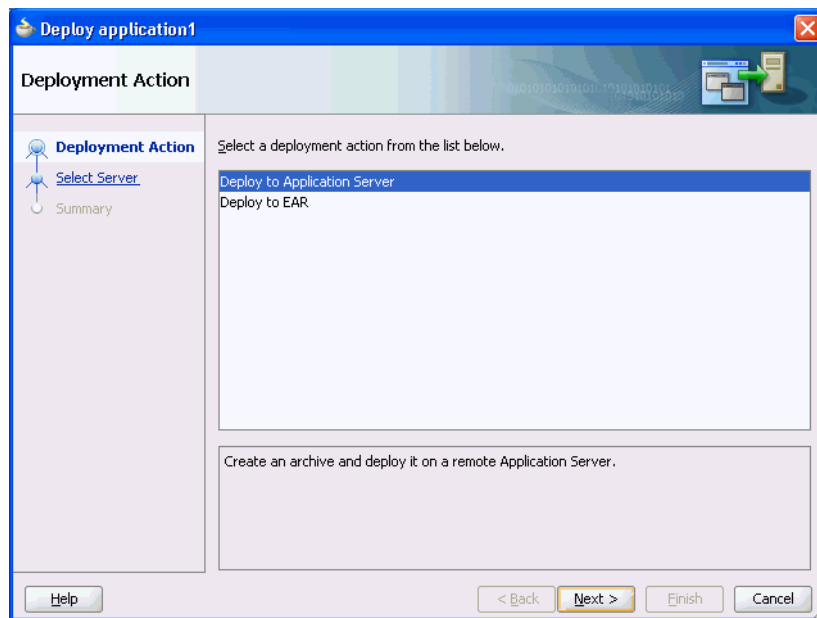 Deploy application1
Deployment Action
Deployment Action
Select Server
Summary
Select a deployment action from the list below.
Deploy to Application Server
Deploy to EAR
Create an archive and deploy it on a remote Application Server.
Help
< Back
Next >
Finish
Cancel